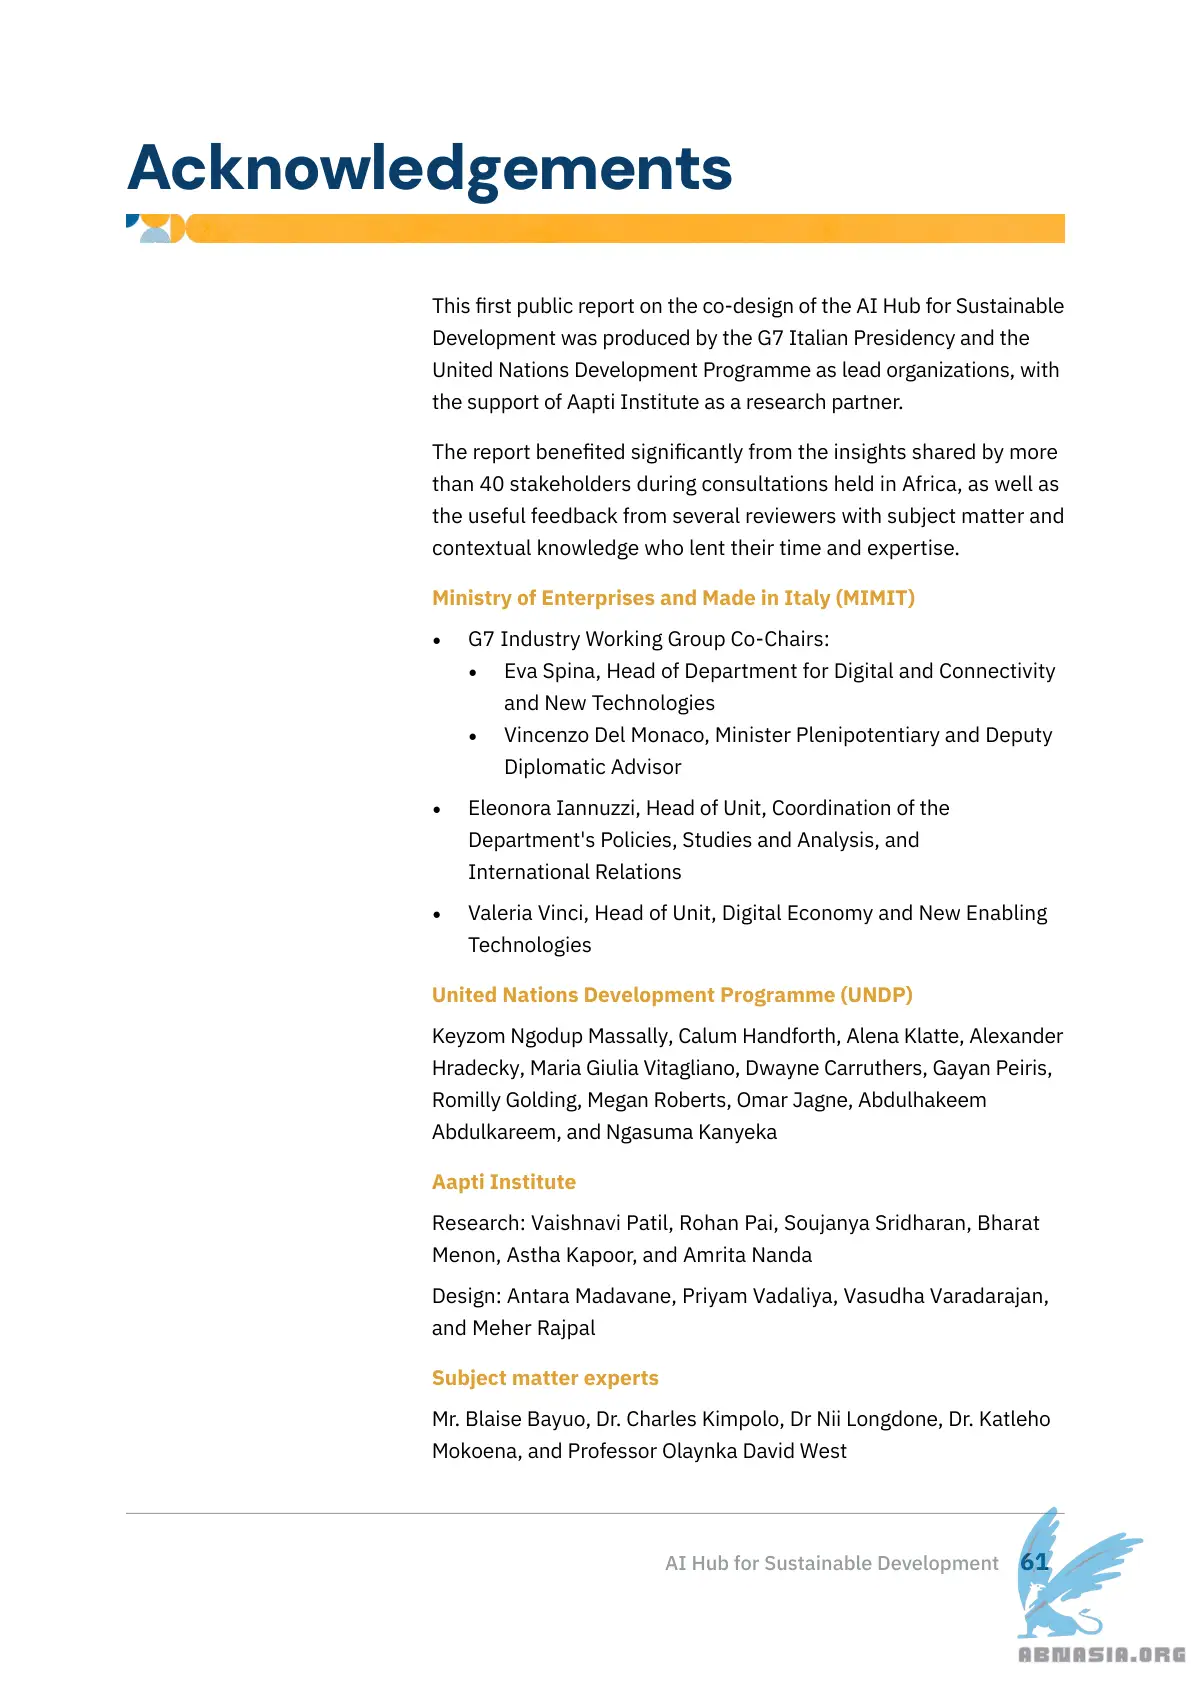 Acknowledgements
This first public report on the co-design of the AI Hub for Sustainable
Development was produced by the G7 Italian Presidency and the
United Nations Development Programme as lead organizations, with
the support of Aapti Institute as a research partner.
The report benefited significantly from the insights shared by more
than 40 stakeholders during consultations held in Africa, as well as
the useful feedback from several reviewers with subject matter and
contextual knowledge who lent their time and expertise.
Ministry of Enterprises and Made in Italy (MIMIT)
• G7 Industry Working Group Co-Chairs:
• Eva Spina, Head of Department for Digital and Connectivity
and New Technologies
• Vincenzo Del Monaco, Minister Plenipotentiary and Deputy
Diplomatic Advisor
• Eleonora Iannuzzi, Head of Unit, Coordination of the
Department's Policies, Studies and Analysis, and
International Relations
• Valeria Vinci, Head of Unit, Digital Economy and New Enabling
Technologies
United Nations Development Programme (UNDP)
Keyzom Ngodup Massally, Calum Handforth, Alena Klatte, Alexander
Hradecky, Maria Giulia Vitagliano, Dwayne Carruthers, Gayan Peiris,
Romilly Golding, Megan Roberts, Omar Jagne, Abdulhakeem
Abdulkareem, and Ngasuma Kanyeka
Aapti Institute
Research: Vaishnavi Patil, Rohan Pai, Soujanya Sridharan, Bharat
Menon, Astha Kapoor, and Amrita Nanda
Design: Antara Madavane, Priyam Vadaliya, Vasudha Varadarajan,
and Meher Rajpal
Subject matter experts
Mr. Blaise Bayuo, Dr. Charles Kimpolo, Dr Nii Longdone, Dr. Katleho
Mokoena, and Professor Olaynka David West
AI Hub for Sustainable Development 61
ABNASIA.ORG